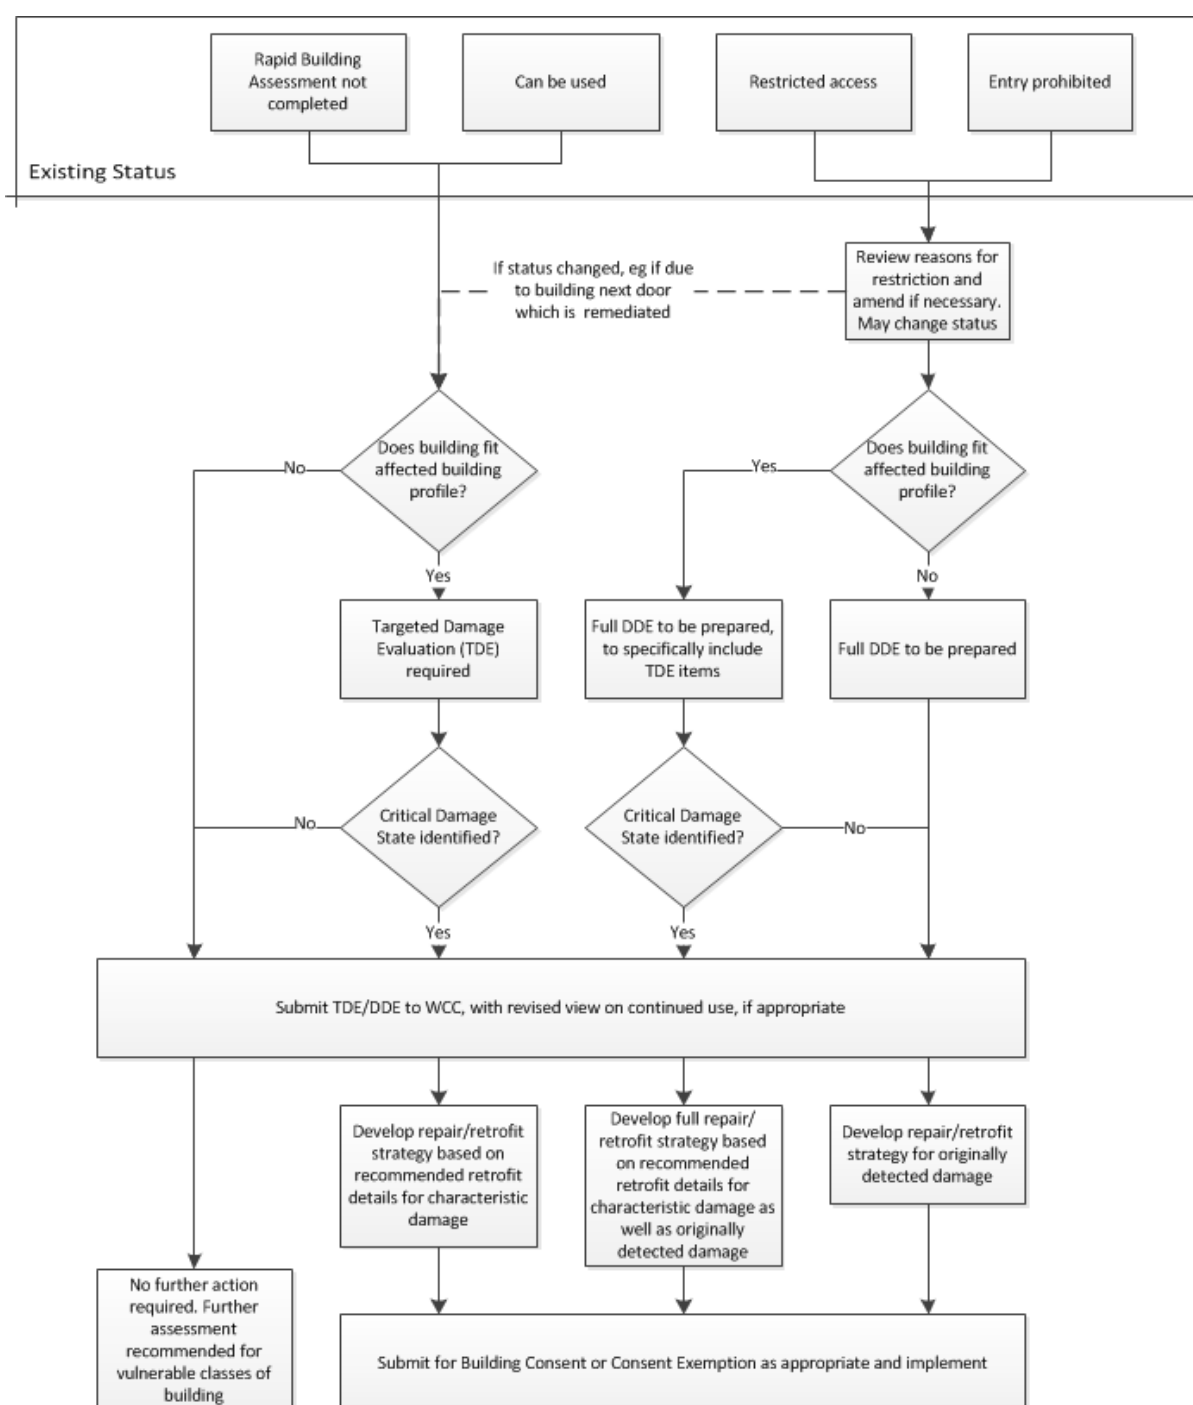 Rapid Building
Assessment not
completed
Can be used
Restricted access
Entry prohibited
Existing Status
If status changed, eg if due
to building next door
which is remediated
Review reasons for
restriction and
amend if necessary.
May change status
Does building fit
affected building
profile?
No
Yes
Does building fit
affected building
profile?
Yes
No
Targeted Damage
Evaluation (TDE)
required
Full DDE to be prepared,
to specifically include
TDE items
Full DDE to be prepared
Critical Damage
State identified?
No
Yes
Critical Damage
State identified?
No
Yes
Submit TDE/DDE to WCC, with revised view on continued use, if appropriate
Develop repair/retrofit
strategy based on
recommended retrofit
details for characteristic
damage
Develop full repair/
retrofit strategy based
on recommended
retrofit details for
characteristic damage as
well as originally
detected damage
Develop repair/retrofit
strategy for originally
detected damage
No further action
required. Further
assessment
recommended for
vulnerable classes of
building
Submit for Building Consent or Consent Exemption as appropriate and implement